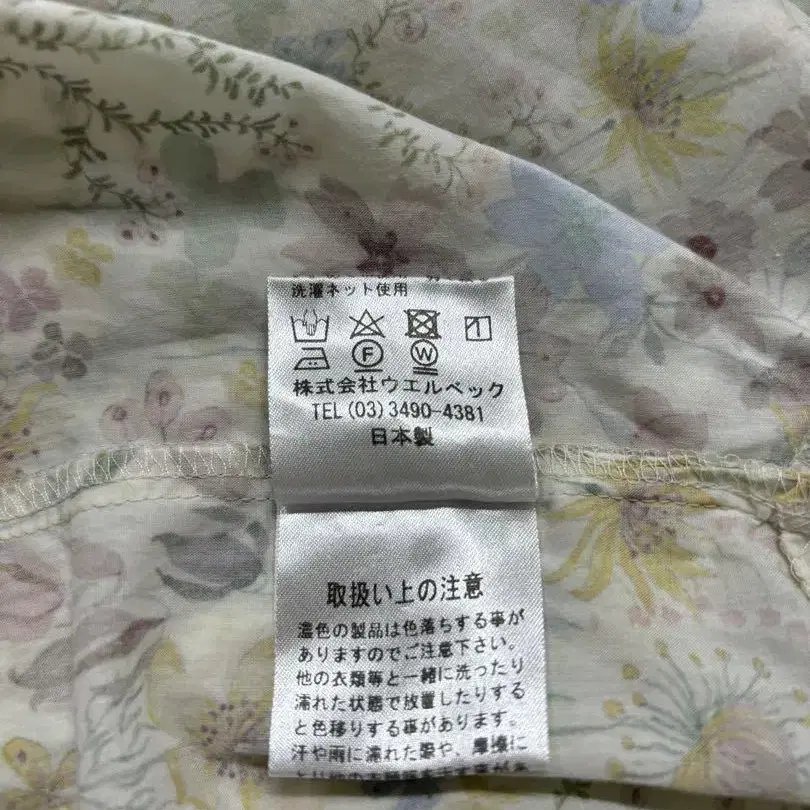 洗濯ネット使用
F W
株式会社ウエルベック
TEL(03)3490-4381
日本製
取扱い上の注意
濃色の製品は色落ちする事が
ありますのでご注意下さい。
他の衣類等と一緒に洗ったり
濡れた状態で放置したりする
と色移りする事があります。
汗や雨に濡れた際や、摩擦に